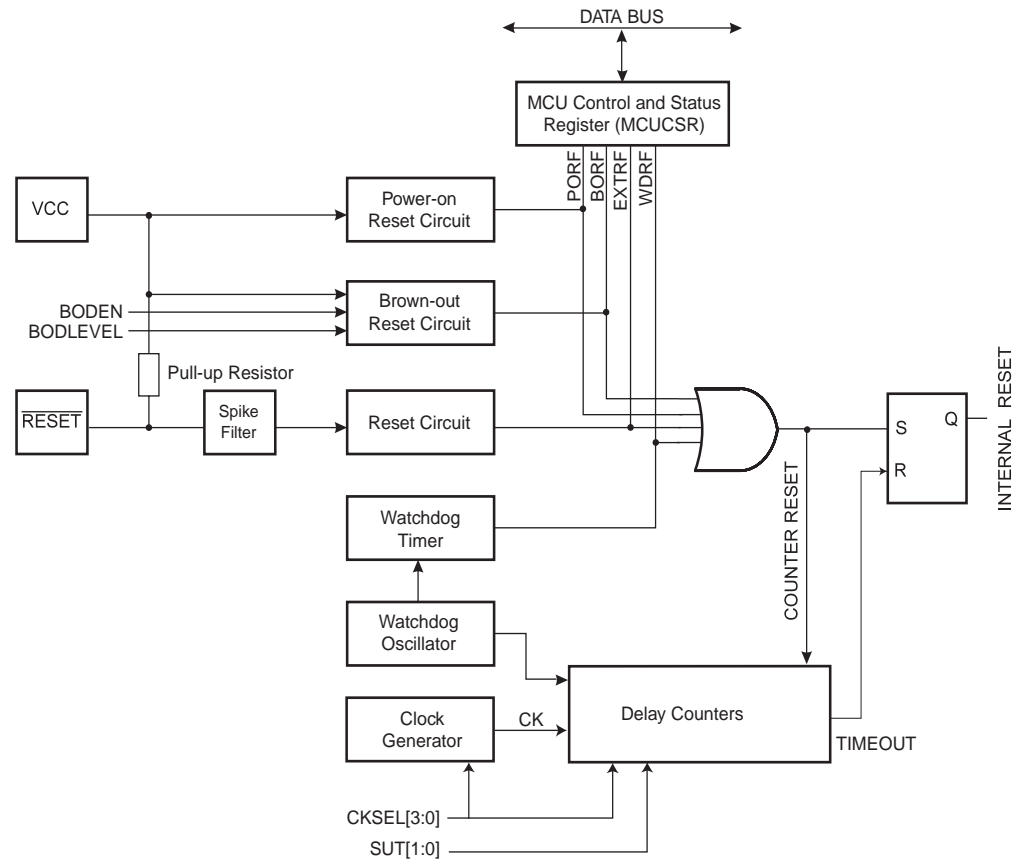 DATA BUS
MCU Control and Status
Register (MCUCSR)
PORF
BORF
EXTRF
WDRF
VCC
Power-on
Reset Circuit
BODEN
BODLEVEL
Brown-out
Reset Circuit
Pull-up Resistor
RESET
Spike
Filter
Reset Circuit
S
Q
R
INTERNAL RESET
COUNTER RESET
Watchdog
Timer
Watchdog
Oscillator
Clock
Generator
CK
Delay Counters
TIMEOUT
CKSEL[3:0]
SUT[1:0]